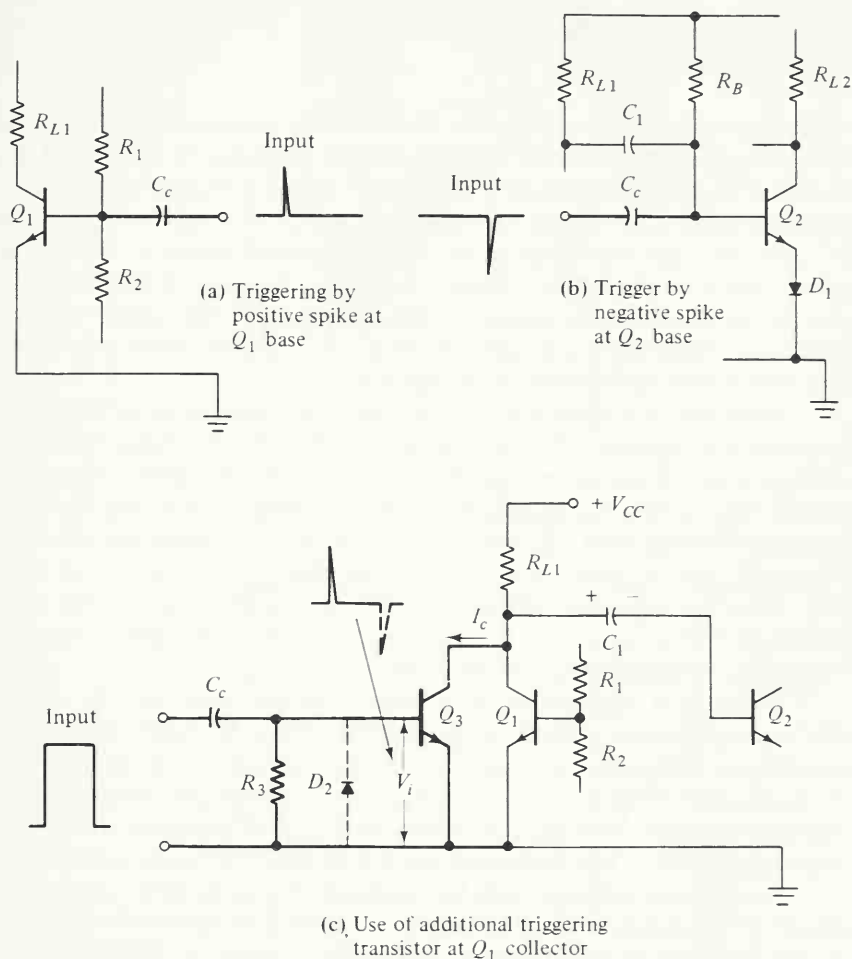 R_L1
R_1
Input
C_c
Q_1
R_2
(a) Triggering by
positive spike at
Q_1 base
R_L1
R_B
R_L2
C_1
Input
C_c
Q_2
D_1
(b) Trigger by
negative spike
at Q_2 base
+ V_CC
R_L1
I_c
+ −
C_1
C_c
R_1
Input
Q_3
Q_1
Q_2
R_3
D_2
V_i
R_2
(c) Use of additional triggering
transistor at Q_1 collector